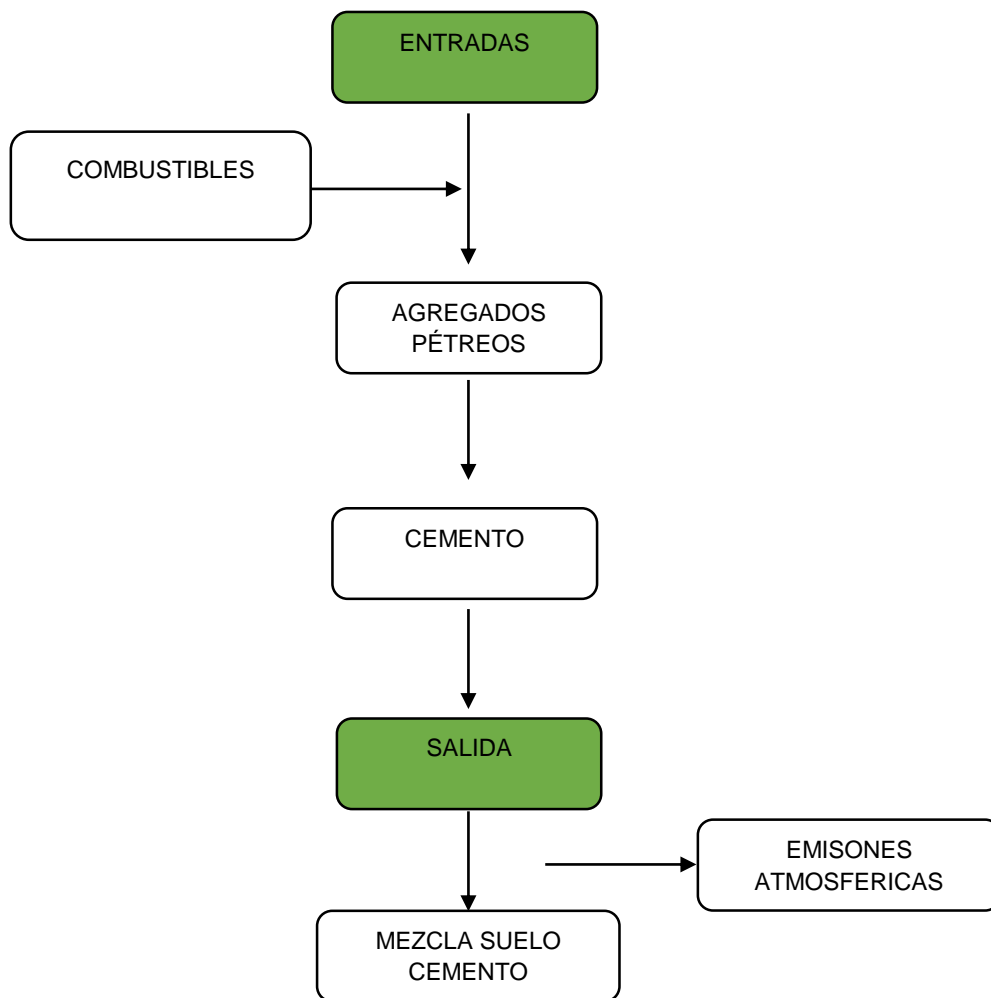 ENTRADAS
COMBUSTIBLES
AGREGADOS
PÉTREOS
CEMENTO
SALIDA
EMISONES
ATMOSFERICAS
MEZCLA SUELO
CEMENTO